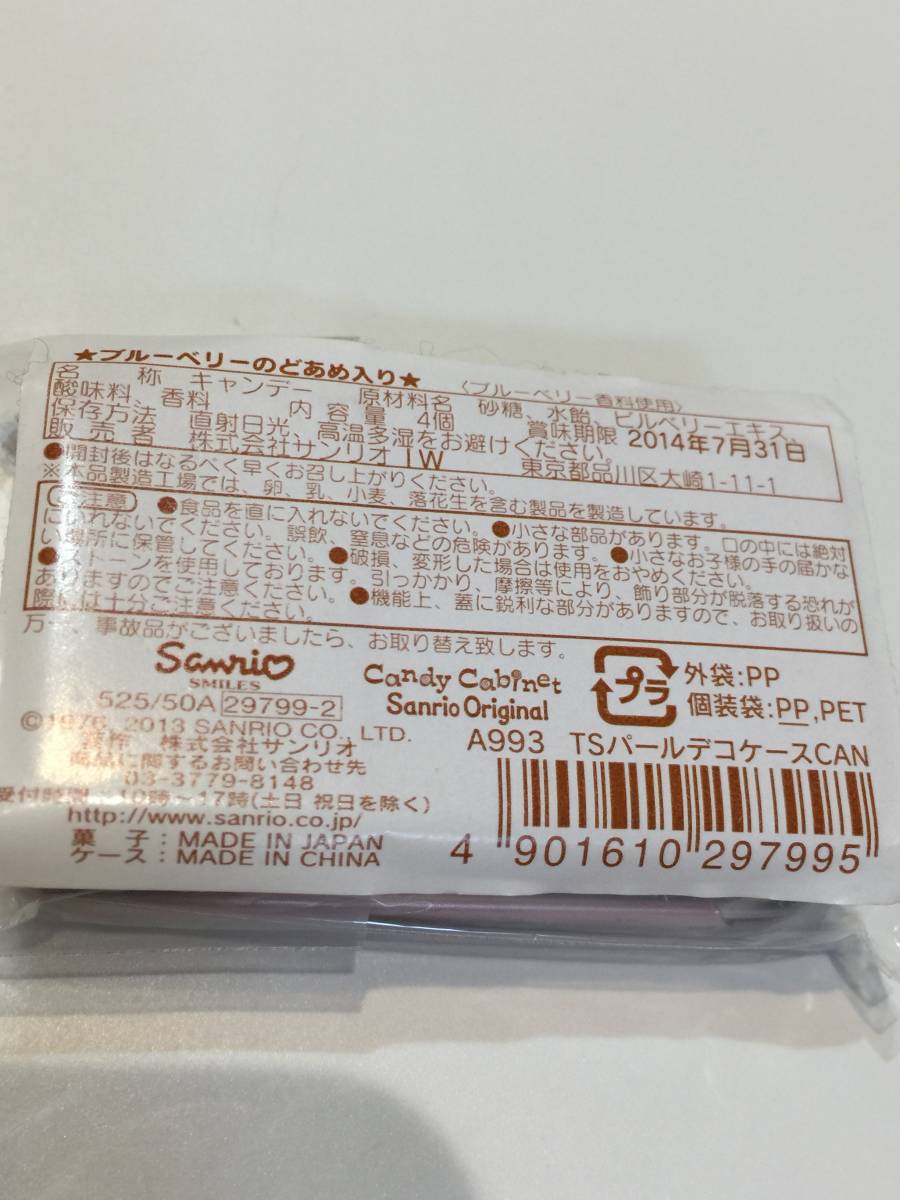 ★ブルーベリーのどあめ入り★ 〈ブルーベリー香料使用〉
名 称 キャンデー 原材料名 砂糖、水飴、ビルベリーエキス、
酸味料、香料 内 容 量 4個 賞味期限 2014年7月31日
保存方法 直射日光、高温多湿をお避けください。
販 売 者 株式会社サンリオ IW 東京都品川区大崎1-11-1
●開封後はなるべく早くお召し上がりください。
※本品製造工場では、卵、乳、小麦、落花生を含む製品を製造しています。
ご注意 ●食品を直に入れないでください。●小さな部品があります。口の中には絶対
に入れないでください。誤飲、窒息などの危険があります。●小さなお子様の手の届かな
い場所に保管してください。●破損、変形した場合は使用をおやめください。
●ストーンを使用しております。引っかかり、摩擦等により、飾り部分が脱落する恐れが
ありますのでご注意ください。●機能上、蓋に鋭利な部分がありますので、お取り扱いの
際には十分ご注意ください。
万一、事故品がございましたら、お取り替え致します。
Sanrio
SMILES
525/50A 29799-2
©1976, 2013 SANRIO CO., LTD.
株式会社サンリオ
商品に関するお問い合わせ先
03-3779-8148
受付時間 10時～17時(土日 祝日を除く)
http://www.sanrio.co.jp/
菓 子：MADE IN JAPAN
ケース：MADE IN CHINA
Candy Cabinet
Sanrio Original
プラ
外袋:PP
個装袋:PP,PET
A993 TSパールデコケースCAN
4 901610 297995